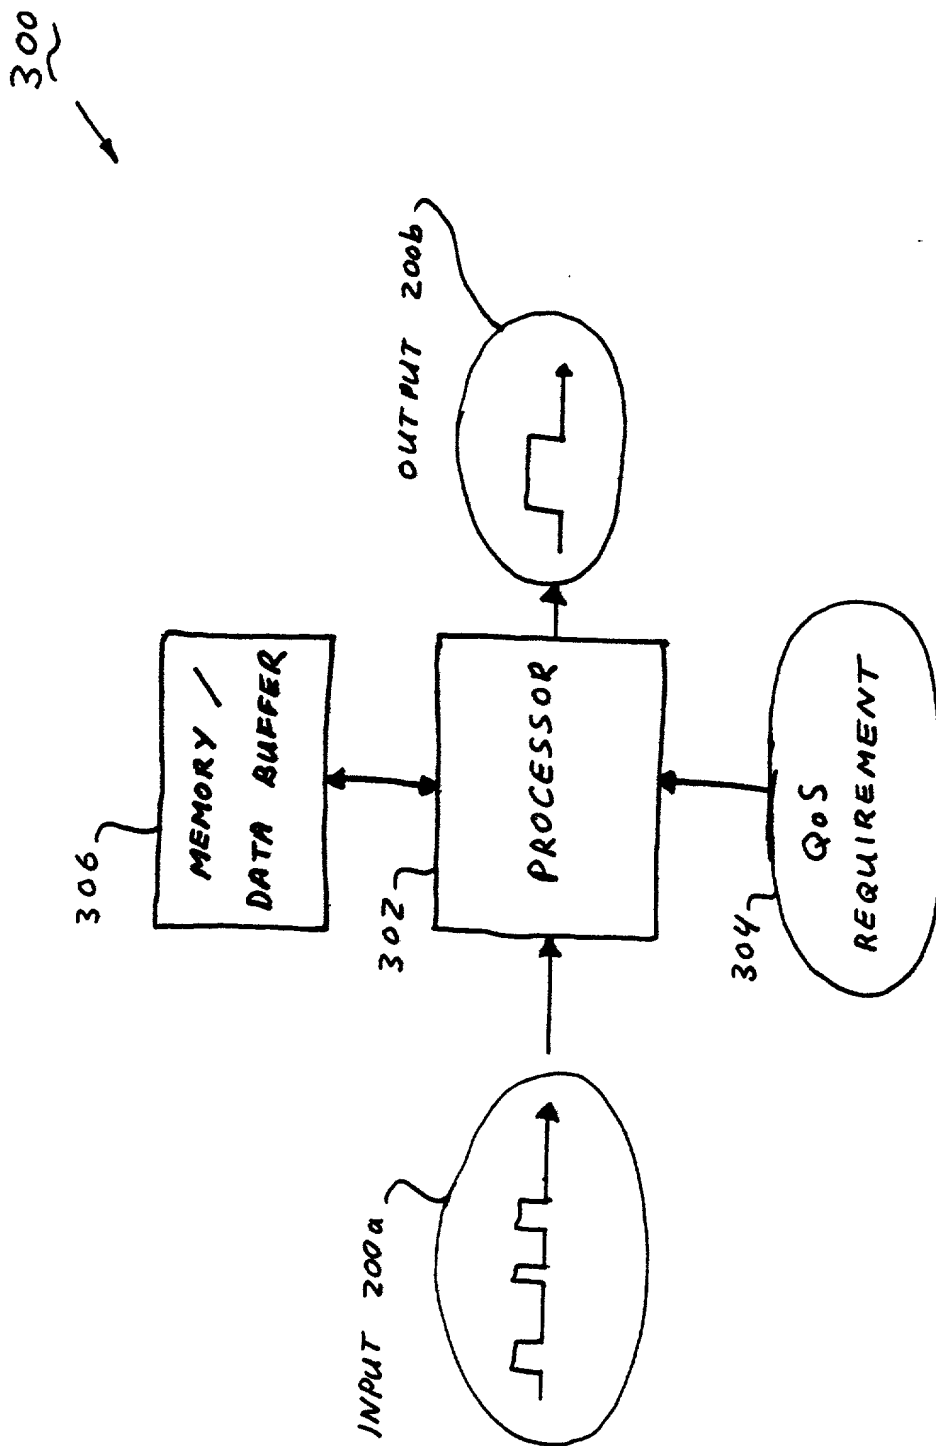 300
306
MEMORY /
DATA BUFFER
INPUT 200a
302
PROCESSOR
OUTPUT 200b
304
QoS
REQUIREMENT